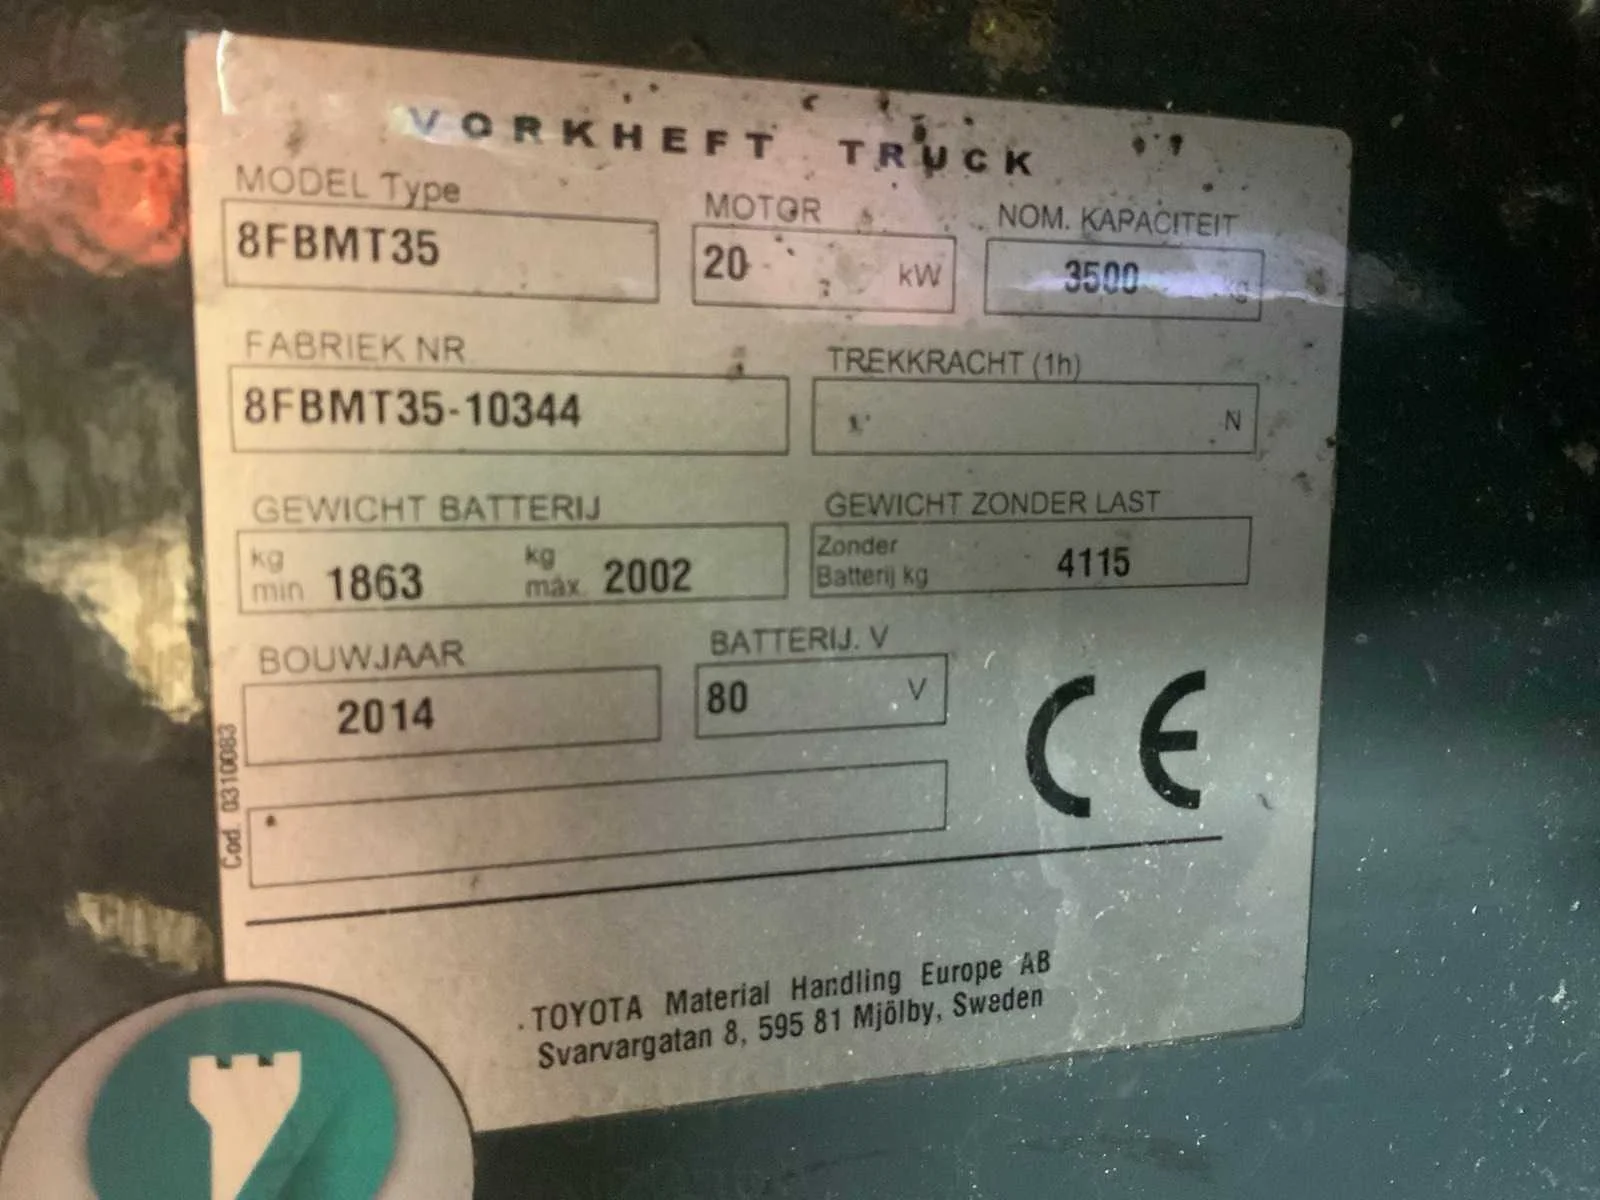 VORKHEFT TRUCK
MODEL Type
8FBMT35
MOTOR
20 kW
NOM. KAPACITEIT
3500 kg
FABRIEK NR
8FBMT35-10344
TREKKRACHT (1h)
N
GEWICHT BATTERIJ
kg min 1863 kg max. 2002
GEWICHT ZONDER LAST
Zonder
Batterij kg 4115
BOUWJAAR
2014
BATTERIJ. V
80 V
CE
Cod. 0310083
TOYOTA Material Handling Europe AB
Svarvargatan 8, 595 81 Mjölby, Sweden